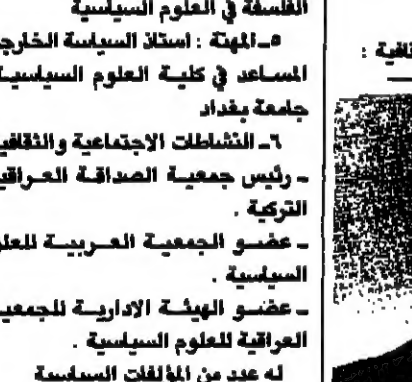 الفلسفة في العلوم السياسية
٥ـ المهنة : استاذ السياسة الخارجية
المساعد في كلية العلوم السياسية
جامعة بغداد
٦ـ النشاطات الاجتماعية والثقافية
ـ رئيس جمعية الصداقة العراقية
التركية .
ـ عضو الجمعية العربية للعلوم
السياسية .
ـ عضو الهيئة الادارية للجمعية
العراقية للعلوم السياسية .
له عدد من المؤلفات السياسية